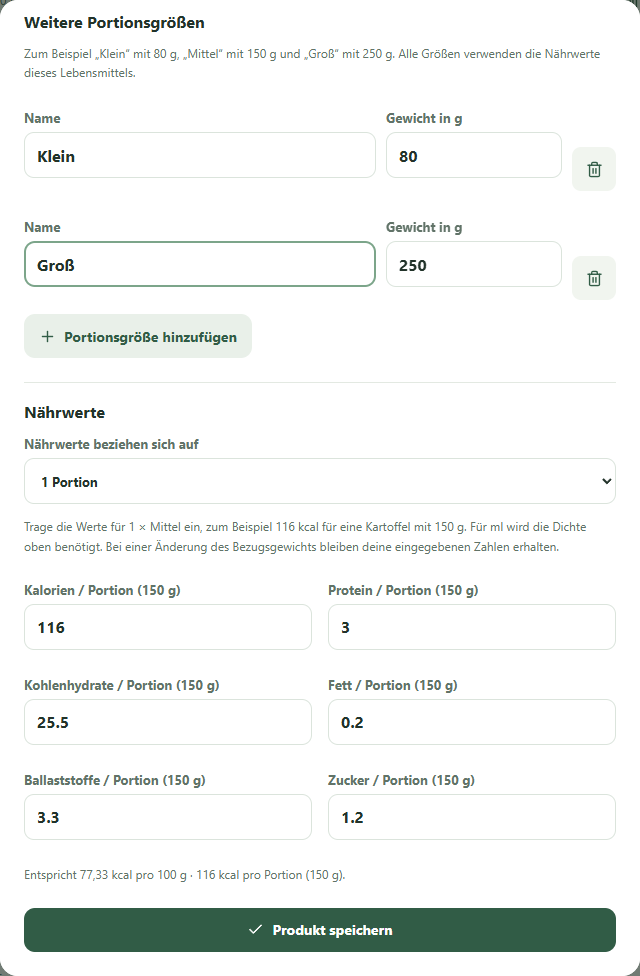 Weitere Portionsgrößen
Zum Beispiel „Klein“ mit 80 g, „Mittel“ mit 150 g und „Groß“ mit 250 g. Alle Größen verwenden die Nährwerte
dieses Lebensmittels.
Name Gewicht in g
Klein 80
Name Gewicht in g
Groß 250
Portionsgröße hinzufügen
Nährwerte
Nährwerte beziehen sich auf
1 Portion
Trage die Werte für 1 × Mittel ein, zum Beispiel 116 kcal für eine Kartoffel mit 150 g. Für ml wird die Dichte
oben benötigt. Bei einer Änderung des Bezugsgewichts bleiben deine eingegebenen Zahlen erhalten.
Kalorien / Portion (150 g) Protein / Portion (150 g)
116 3
Kohlenhydrate / Portion (150 g) Fett / Portion (150 g)
25.5 0.2
Ballaststoffe / Portion (150 g) Zucker / Portion (150 g)
3.3 1.2
Entspricht 77,33 kcal pro 100 g · 116 kcal pro Portion (150 g).
Produkt speichern